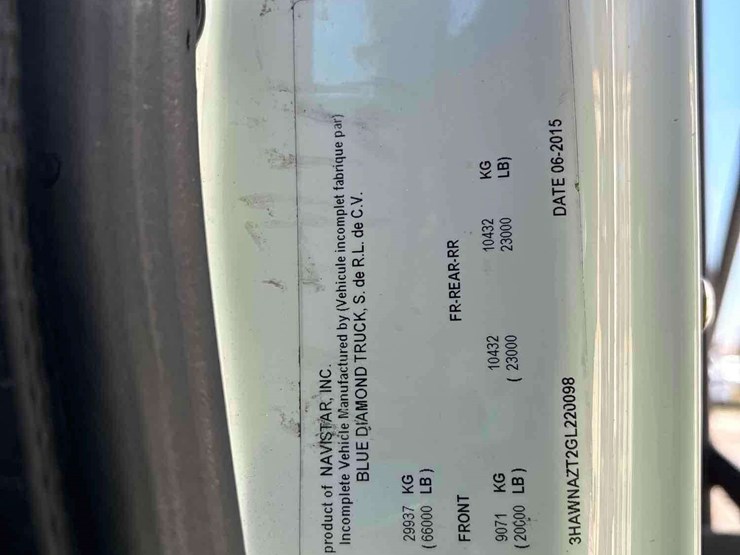 product of NAVISTAR, INC.
Incomplete Vehicle Manufactured by (Vehicule incomplet fabrique par)
BLUE DIAMOND TRUCK, S. de R.L. de C.V.
29937 KG
( 66000 LB )
FRONT FR-REAR-RR
9071 KG 10432 10432 KG
( 20000 LB ) ( 23000 23000 LB)
3HAWNAZT2GL220098 DATE 06-2015